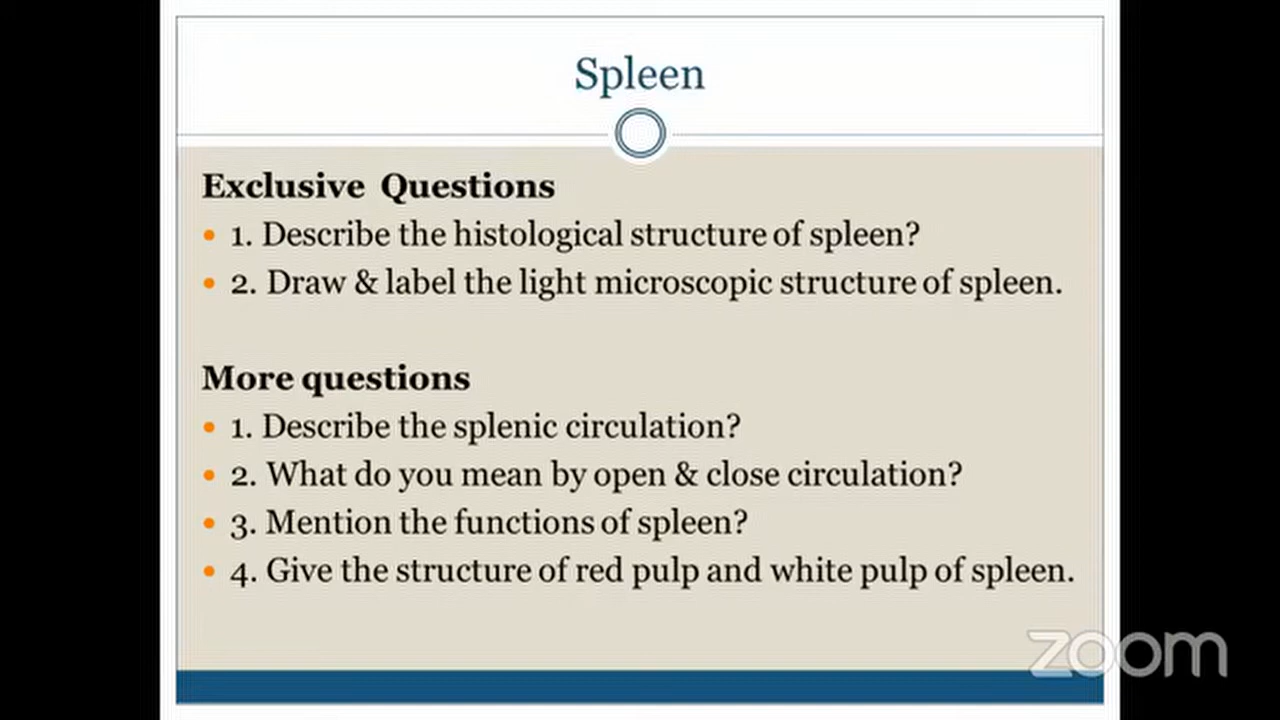 Spleen
Exclusive Questions
• 1. Describe the histological structure of spleen?
• 2. Draw & label the light microscopic structure of spleen.
More questions
• 1. Describe the splenic circulation?
• 2. What do you mean by open & close circulation?
• 3. Mention the functions of spleen?
• 4. Give the structure of red pulp and white pulp of spleen.
zoom